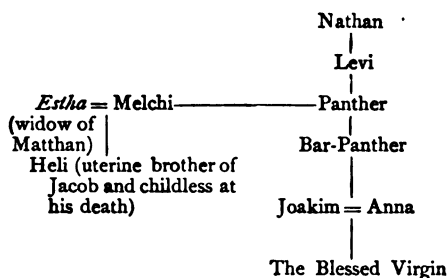 Nathan
Levi
Estha = Melchi Panther
(widow of
Matthan)
Bar-Panther
Heli (uterine brother of
Jacob and childless at
his death)
Joakim = Anna
The Blessed Virgin